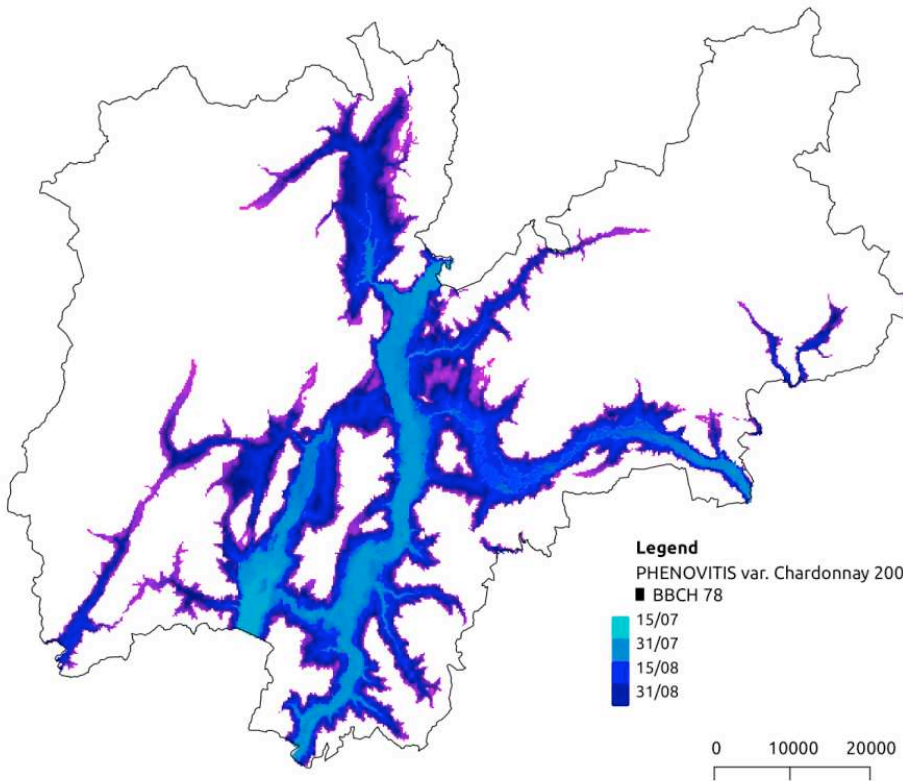 Legend
PHENOVITIS var. Chardonnay 200
BBCH 78
15/07
31/07
15/08
31/08
0 10000 20000